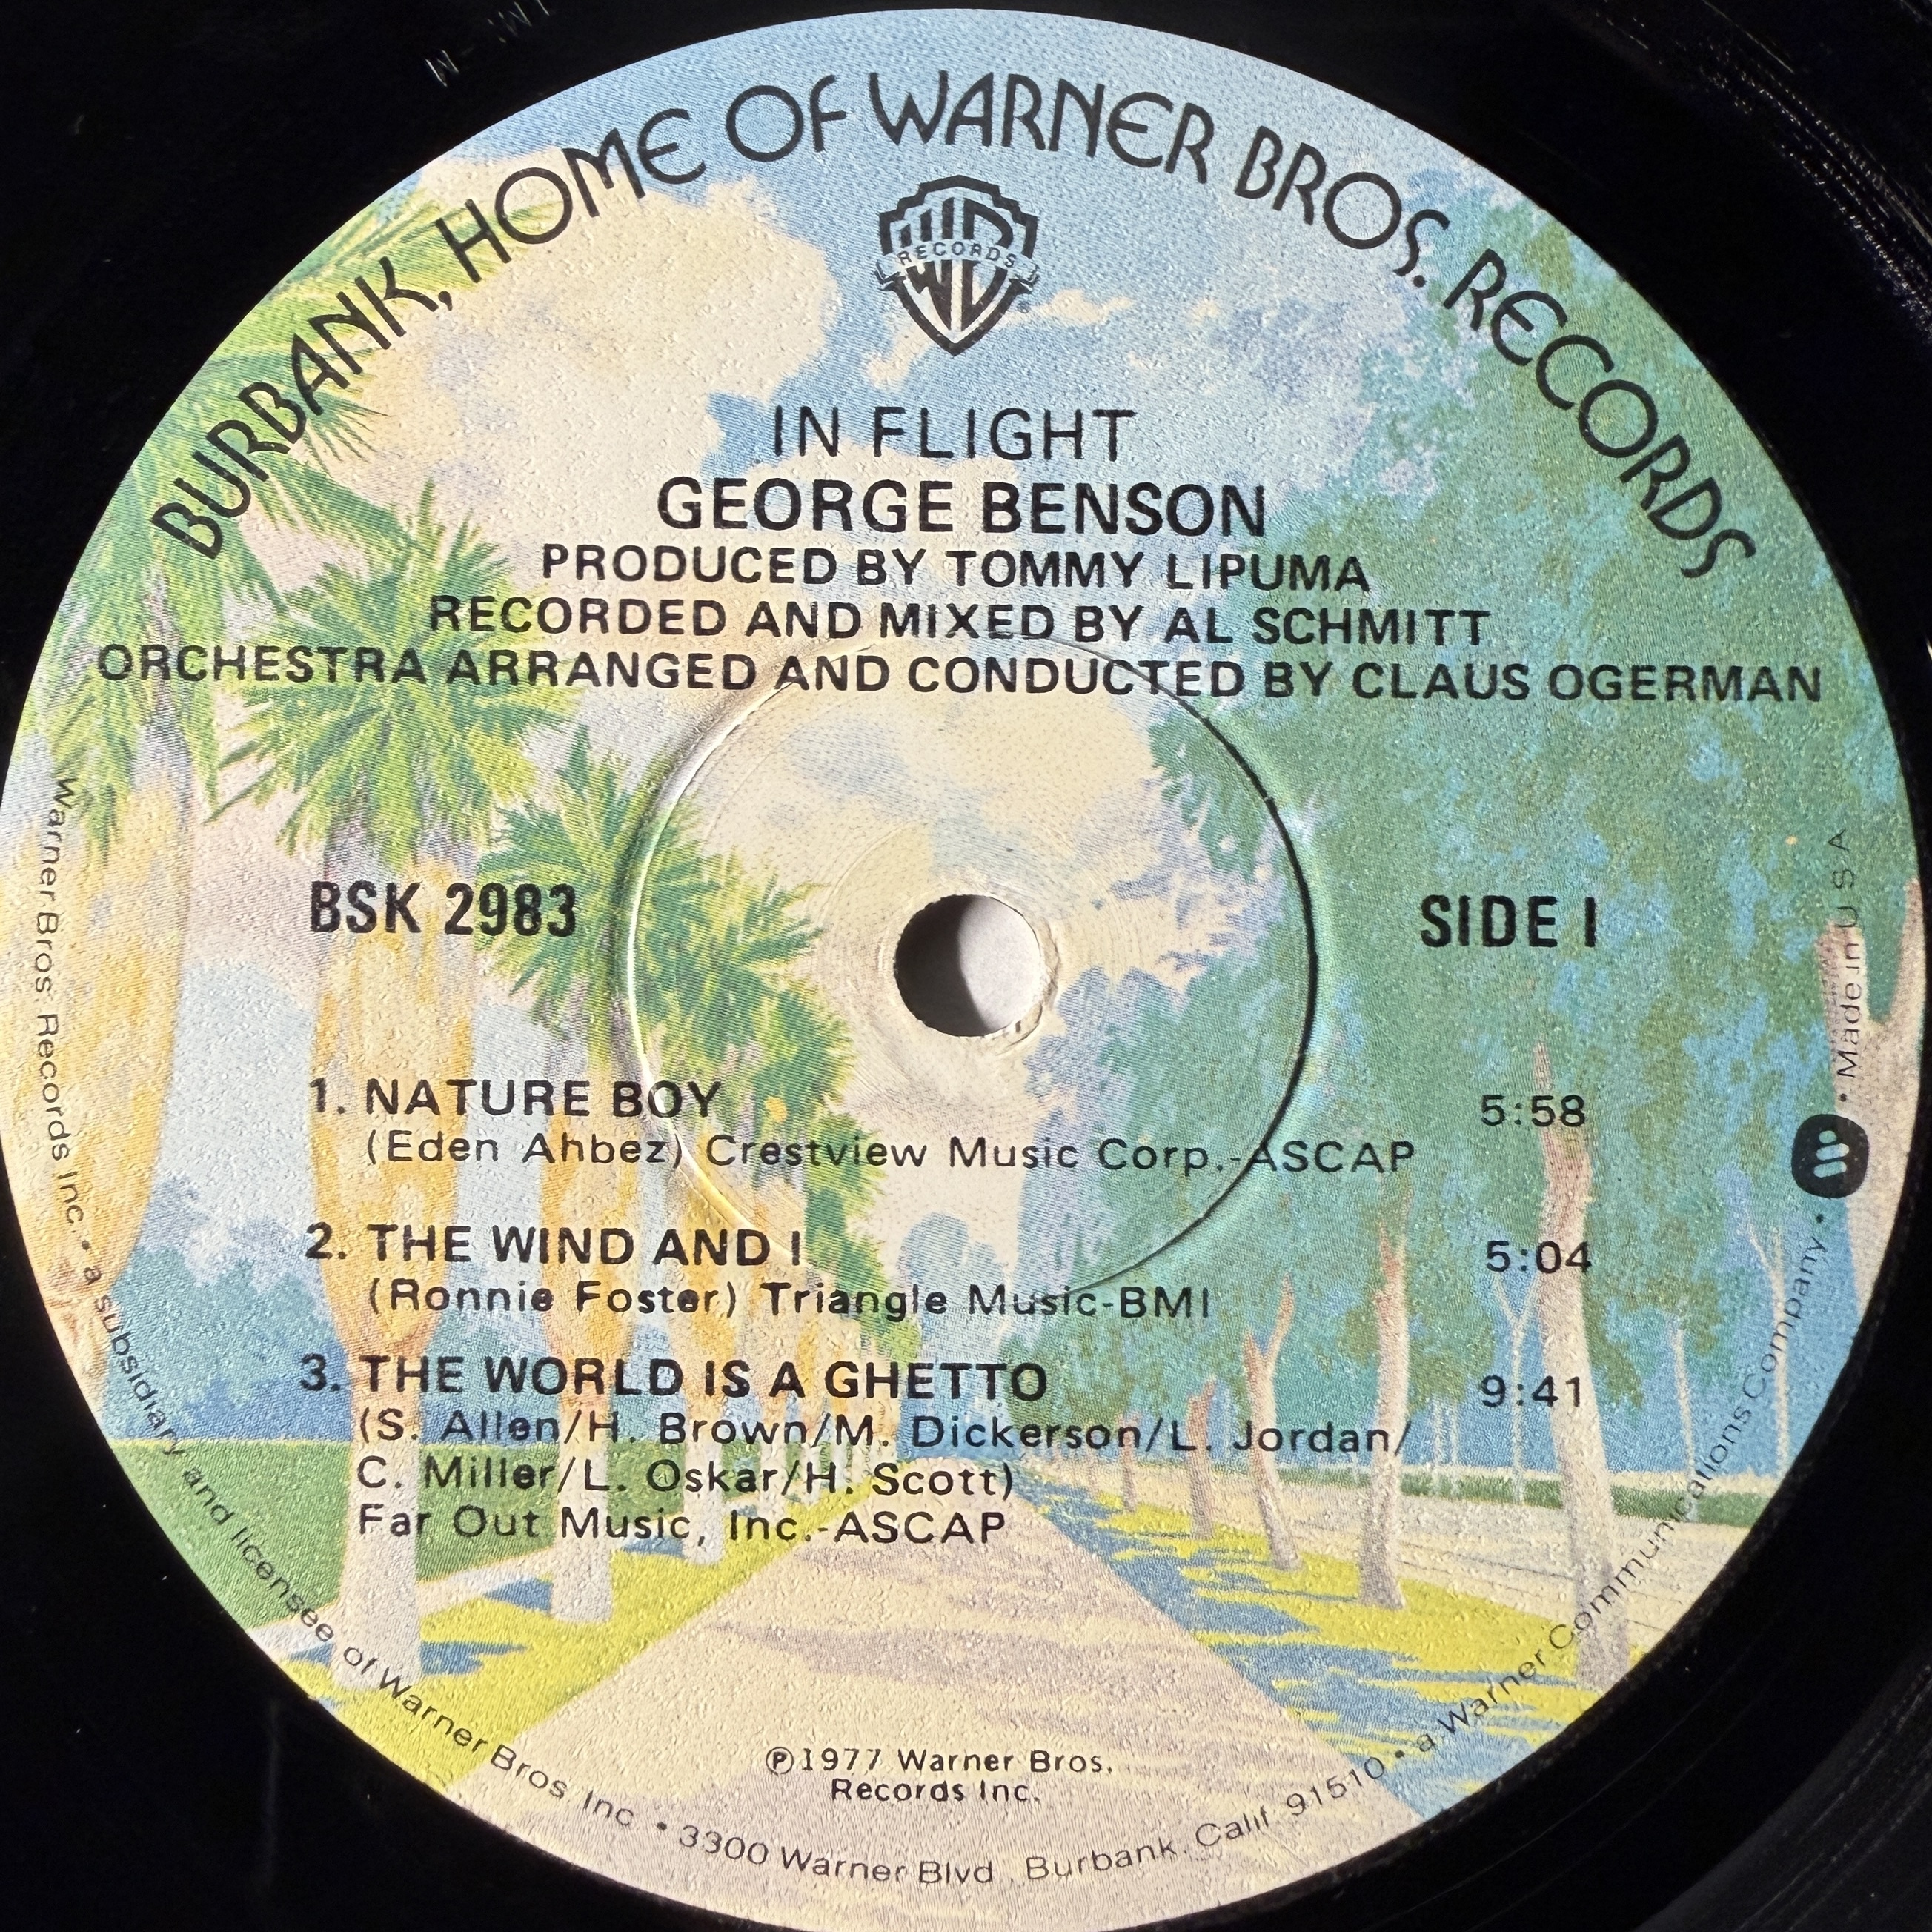 BURBANK, HOME OF WARNER BROS. RECORDS
WB
RECORDS
IN FLIGHT
GEORGE BENSON
PRODUCED BY TOMMY LIPUMA
RECORDED AND MIXED BY AL SCHMITT
ORCHESTRA ARRANGED AND CONDUCTED BY CLAUS OGERMAN
BSK 2983
SIDE 1
1. NATURE BOY 5:58
(Eden Ahbez) Crestview Music Corp.-ASCAP
2. THE WIND AND I 5:04
(Ronnie Foster) Triangle Music-BMI
3. THE WORLD IS A GHETTO 9:41
(S. Allen/H. Brown/M. Dickerson/L. Jordan/
C. Miller/L. Oskar/H. Scott)
Far Out Music, Inc.-ASCAP
℗1977 Warner Bros.
Records Inc.
Warner Bros. Records Inc. • a subsidiary and licensee of Warner Bros. Inc • 3300 Warner Blvd., Burbank, Calif. 91510 • a Warner Communications Company • Made in U S A